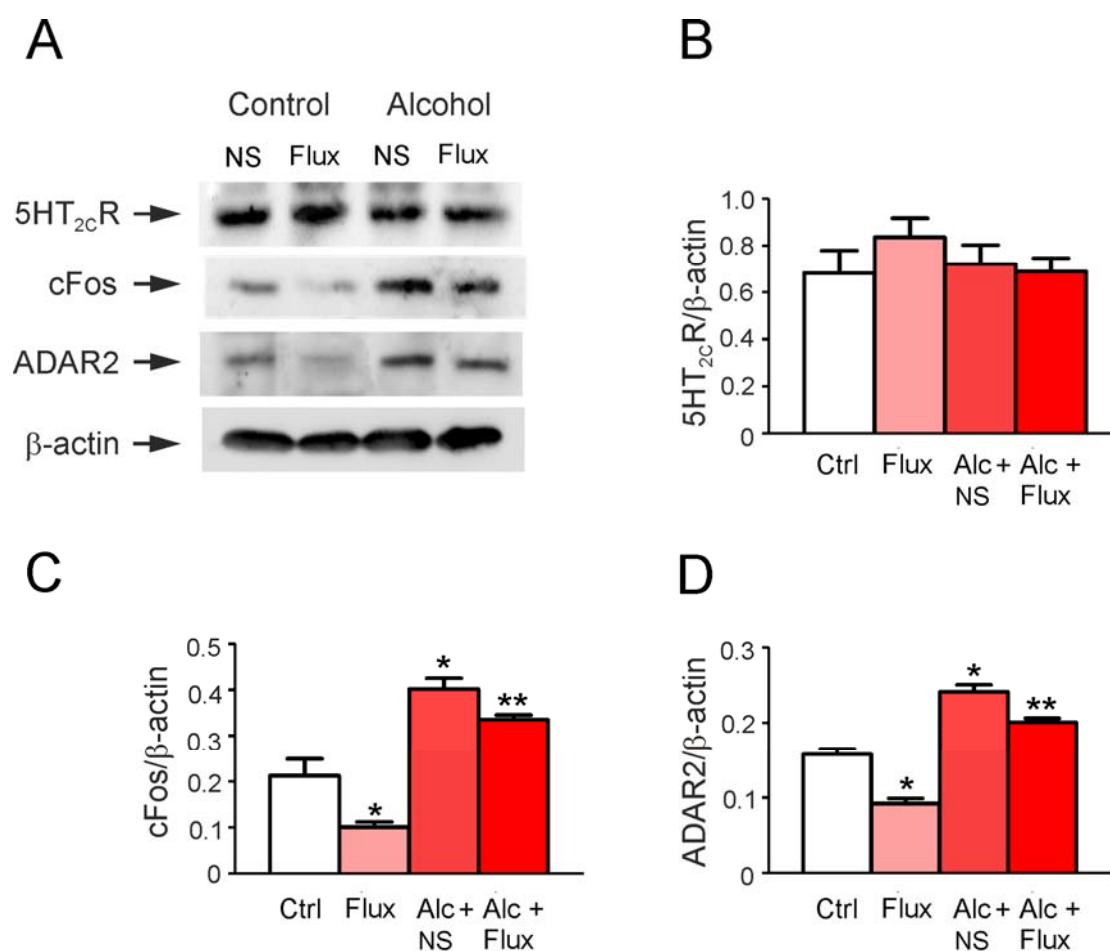 A
Control Alcohol
NS Flux NS Flux
5HT₂CR
cFos
ADAR2
β-actin
B
5HT₂CR/β-actin
1.0
0.8
0.6
0.4
0.2
0
Ctrl Flux Alc + Alc +
NS Flux
C
cFos/β-actin
0.5
0.4
0.3
0.2
0.1
0
* * **
Ctrl Flux Alc + Alc +
NS Flux
D
ADAR2/β-actin
0.3
0.2
0.1
0
* * **
Ctrl Flux Alc + Alc +
NS Flux